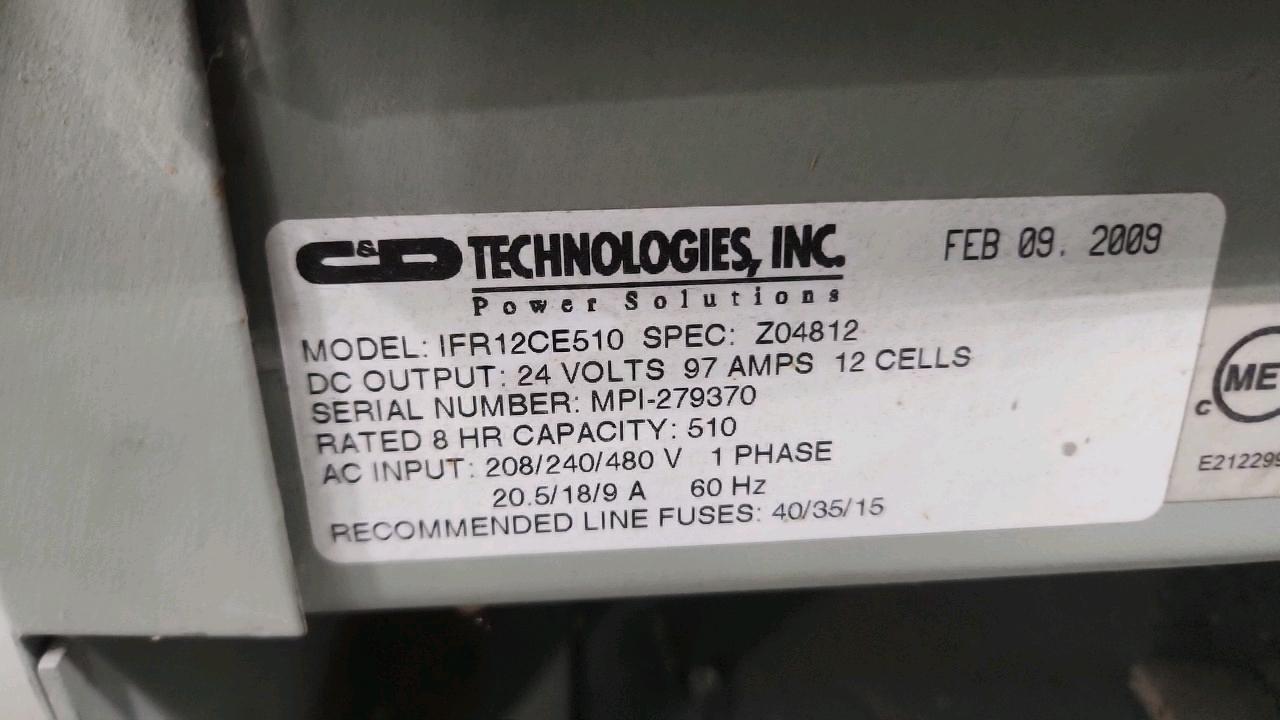 C&D TECHNOLOGIES, INC.
Power Solutions
FEB 09. 2009
MODEL: IFR12CE510 SPEC: Z04812
DC OUTPUT: 24 VOLTS 97 AMPS 12 CELLS
SERIAL NUMBER: MPI-279370
RATED 8 HR CAPACITY: 510
AC INPUT: 208/240/480 V 1 PHASE
20.5/18/9 A 60 Hz
RECOMMENDED LINE FUSES: 40/35/15
c ME